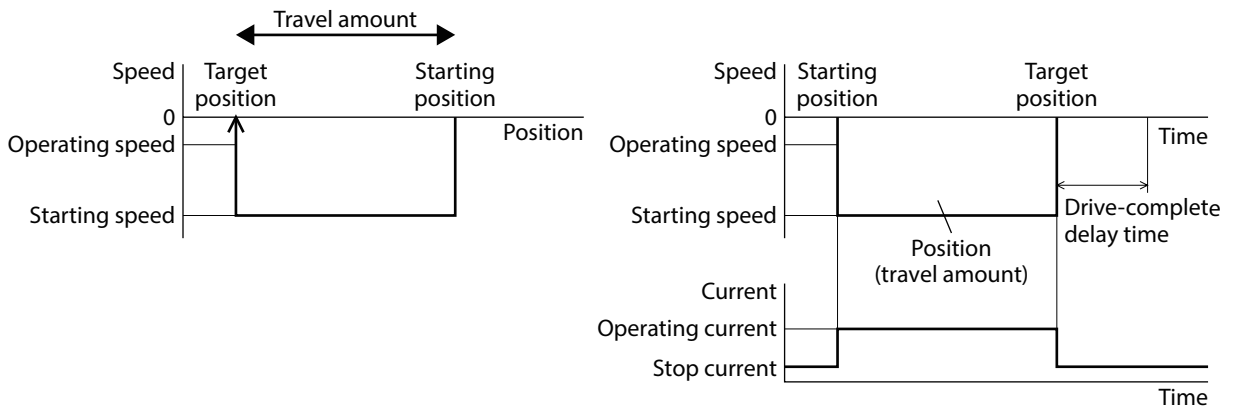 Travel amount
Speed
Target
position
Starting
position
0
Position
Operating speed
Starting speed
Speed
Starting
position
Target
position
0
Time
Operating speed
Starting speed
Drive-complete
delay time
Position
(travel amount)
Current
Operating current
Stop current
Time